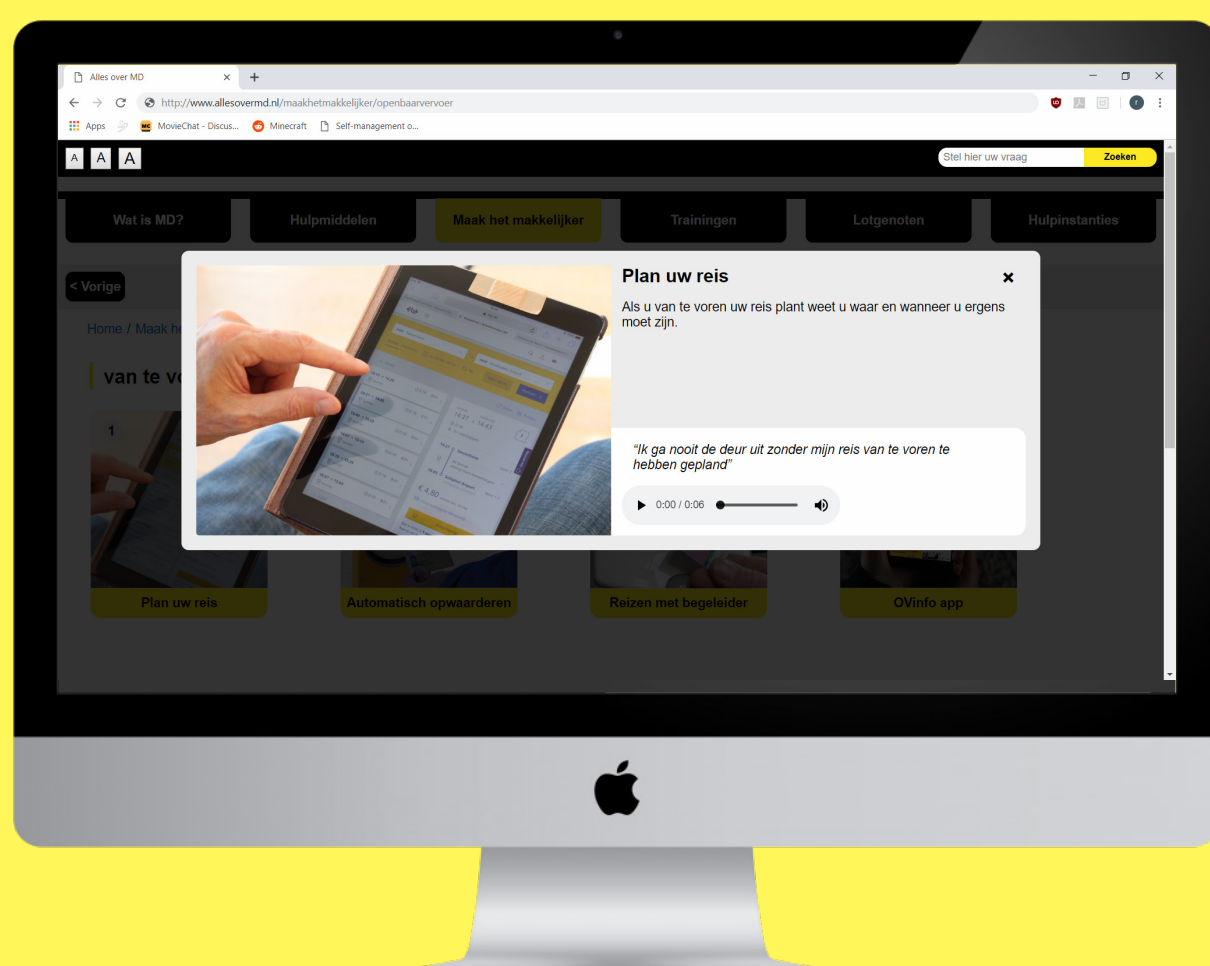 Alles over MD
http://www.allesovermd.nl/maakhetmakkelijker/openbaarvervoer
Apps
MovieChat - Discus...
Minecraft
Self-management o...
A A A
Stel hier uw vraag
Zoeken
Wat is MD?
Hulpmiddelen
Maak het makkelijker
Trainingen
Lotgenoten
Hulpinstanties
< Vorige
Home / Maak he
van te vo
1
Plan uw reis
Als u van te voren uw reis plant weet u waar en wanneer u ergens
moet zijn.
“Ik ga nooit de deur uit zonder mijn reis van te voren te
hebben gepland”
0:00 / 0:06
Plan uw reis
Automatisch opwaarderen
Reizen met begeleider
OVinfo app